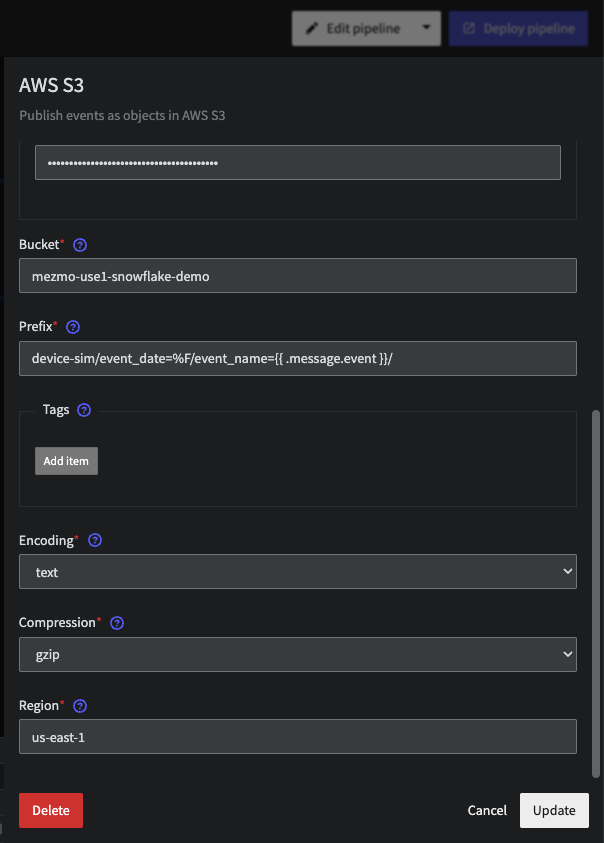 Edit pipeline
Deploy pipeline
AWS S3
Publish events as objects in AWS S3
••••••••••••••••••••••••••••••••••••••••
Bucket* ?
mezmo-use1-snowflake-demo
Prefix* ?
device-sim/event_date=%F/event_name={{ .message.event }}/
Tags ?
Add item
Encoding* ?
text
Compression* ?
gzip
Region* ?
us-east-1
Delete
Cancel
Update